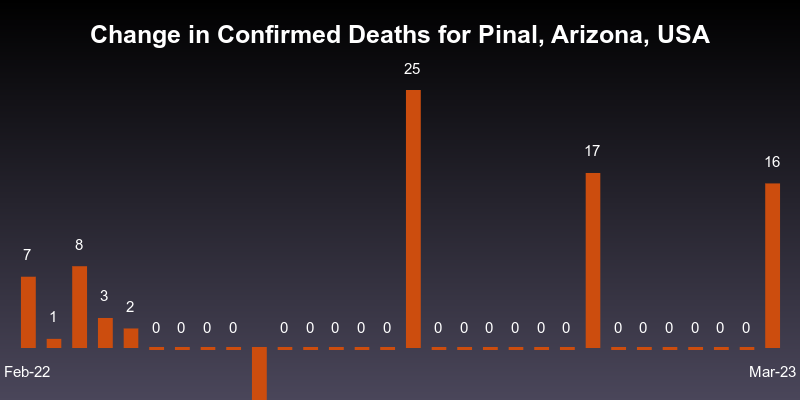 Change in Confirmed Deaths for Pinal, Arizona, USA
25
17
16
7
8
1
3
2
0 0 0 0 0 0 0 0 0 0 0 0 0 0 0 0 0 0 0 0 0
Feb-22 Mar-23